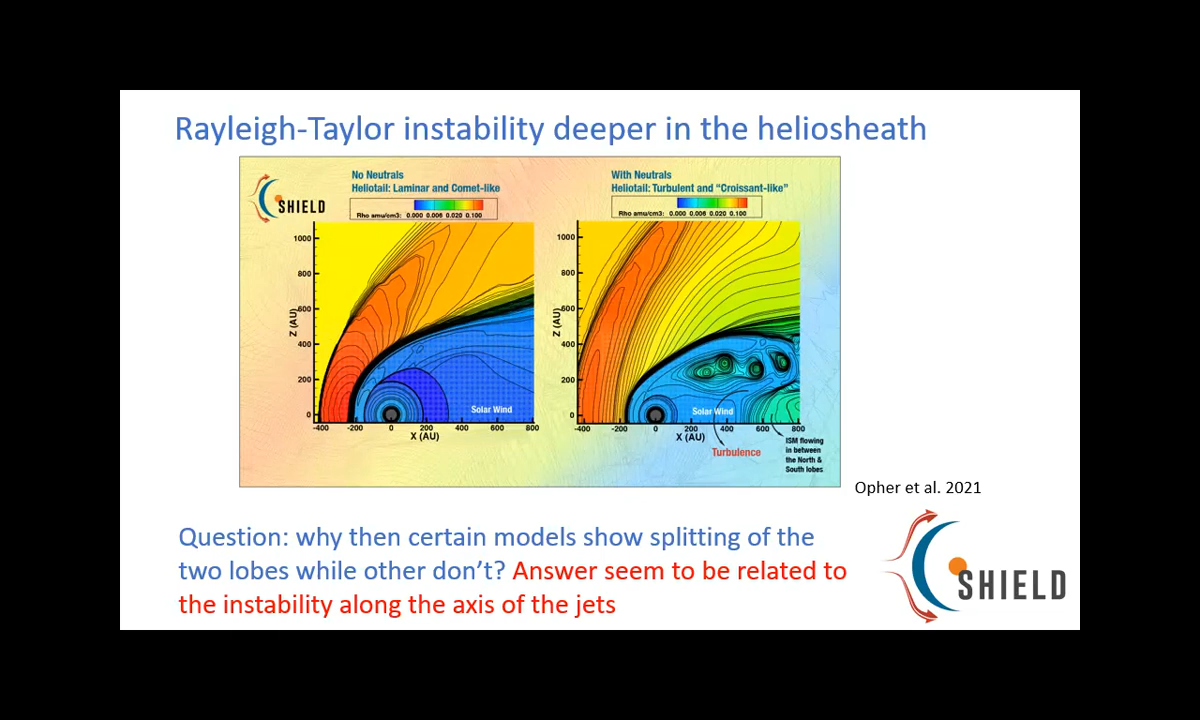 Rayleigh-Taylor instability deeper in the heliosheath
SHIELD
No Neutrals
Heliotail: Laminar and Comet-like
Rho amu/cm3: 0.000 0.006 0.020 0.100
1000
800
600
400
200
0
Z (AU)
-400 -200 0 200 400 600 800
X (AU)
Solar Wind
With Neutrals
Heliotail: Turbulent and “Croissant-like”
Rho amu/cm3: 0.000 0.006 0.020 0.100
1000
800
600
400
200
0
Z (AU)
-400 -200 0 200 400 600 800
X (AU)
Solar Wind
Turbulence
ISM flowing
in between
the North &
South lobes
Opher et al. 2021
Question: why then certain models show splitting of the
two lobes while other don’t? Answer seem to be related to
the instability along the axis of the jets
SHIELD